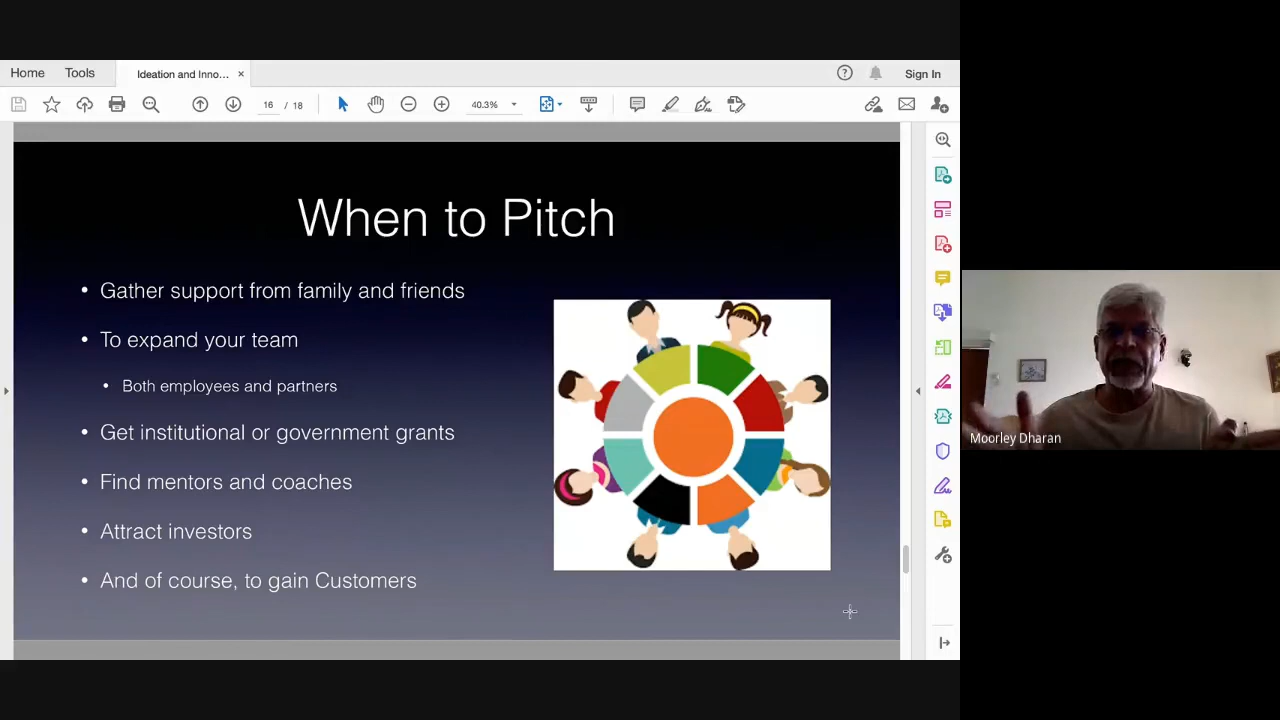 Home
Tools
Ideation and Inno... ×
Sign In
16 / 18
40.3%
When to Pitch
• Gather support from family and friends
• To expand your team
• Both employees and partners
• Get institutional or government grants
• Find mentors and coaches
• Attract investors
• And of course, to gain Customers
Moorley Dharan